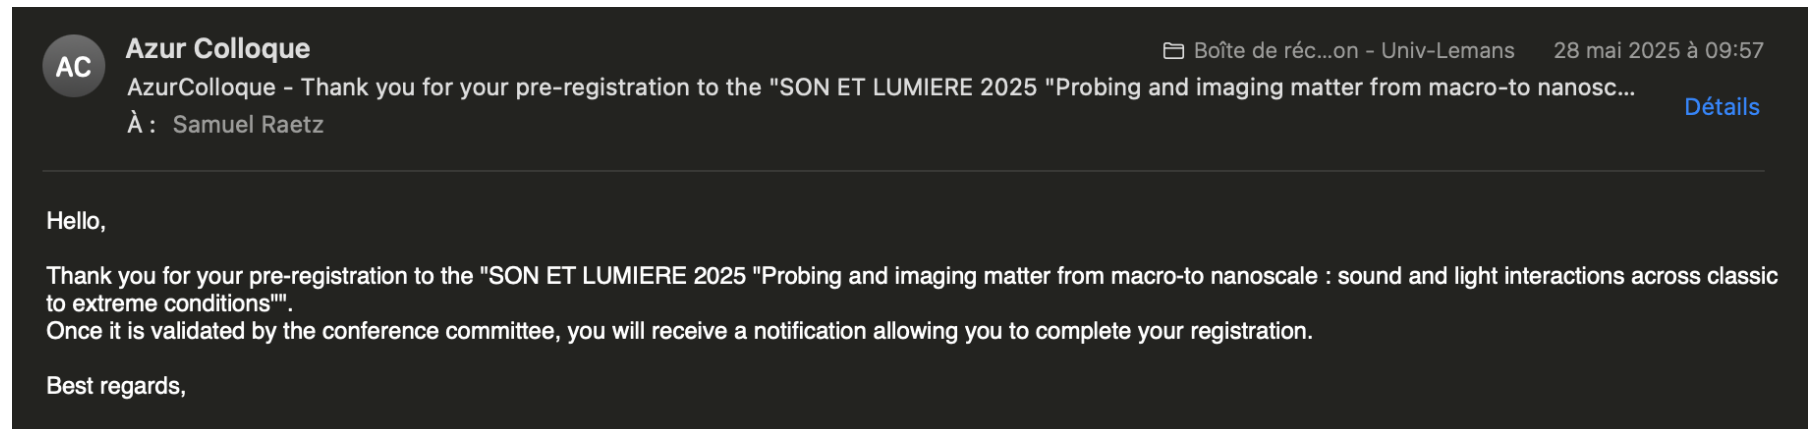 AC
Azur Colloque
Boîte de réc...on - Univ-Lemans
28 mai 2025 à 09:57
AzurColloque - Thank you for your pre-registration to the "SON ET LUMIERE 2025 "Probing and imaging matter from macro-to nanosc...
Détails
À : Samuel Raetz
Hello,
Thank you for your pre-registration to the "SON ET LUMIERE 2025 "Probing and imaging matter from macro-to nanoscale : sound and light interactions across classic
to extreme conditions"".
Once it is validated by the conference committee, you will receive a notification allowing you to complete your registration.
Best regards,